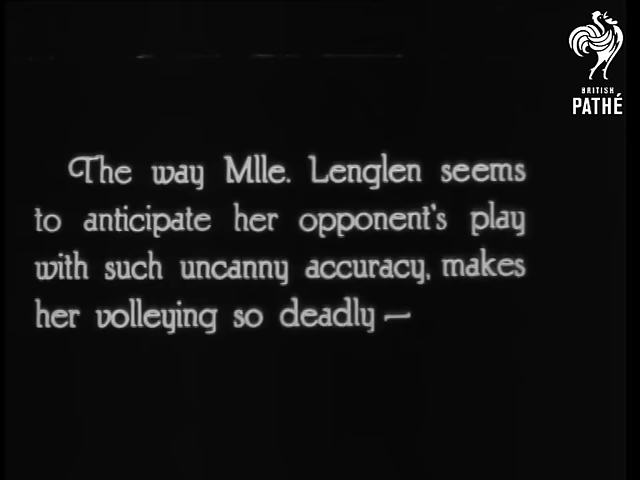 BRITISH
PATHÉ
The way Mlle. Lenglen seems
to anticipate her opponent's play
with such uncanny accuracy, makes
her volleying so deadly —